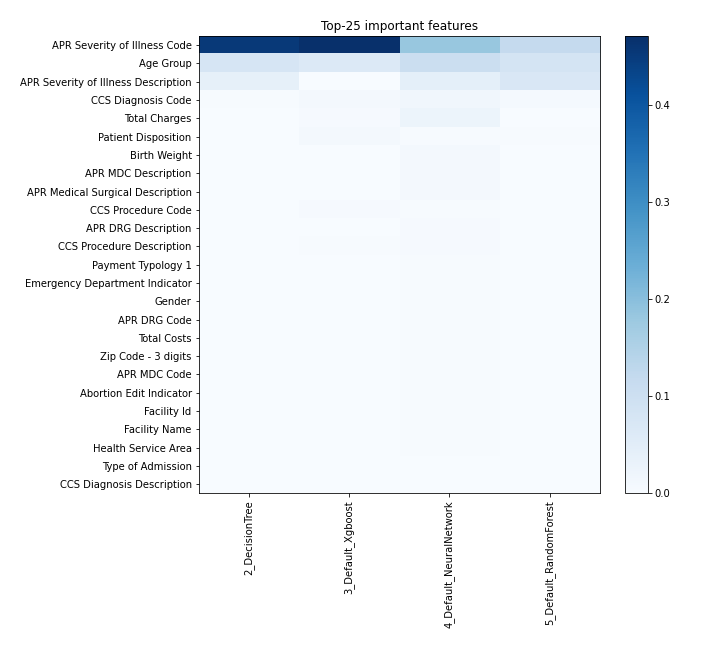 Top-25 important features
APR Severity of Illness Code
Age Group
APR Severity of Illness Description
CCS Diagnosis Code
Total Charges
Patient Disposition
Birth Weight
APR MDC Description
APR Medical Surgical Description
CCS Procedure Code
APR DRG Description
CCS Procedure Description
Payment Typology 1
Emergency Department Indicator
Gender
APR DRG Code
Total Costs
Zip Code - 3 digits
APR MDC Code
Abortion Edit Indicator
Facility Id
Facility Name
Health Service Area
Type of Admission
CCS Diagnosis Description
2_DecisionTree
3_Default_Xgboost
4_Default_NeuralNetwork
5_Default_RandomForest
0.4
0.3
0.2
0.1
0.0